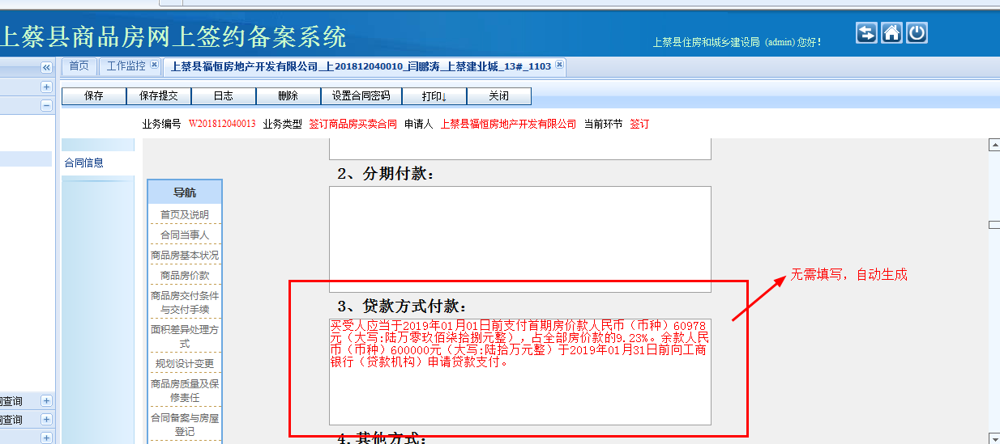 上蔡县商品房网上签约备案系统
上蔡县住房和城乡建设局 (admin) 您好!
首页 工作监控 上蔡县福恒房地产开发有限公司_上201812040010_闫鹏涛_上蔡建业城_13#_1103
保存 保存提交 日志 删除 设置合同密码 打印↓ 关闭
业务编号 W201812040013 业务类型 签订商品房买卖合同 申请人 上蔡县福恒房地产开发有限公司 当前环节 签订
合同信息
2、分期付款：
导航
首页及说明
合同当事人
商品房基本状况
商品房价款
商品房交付条件
与交付手续
面积差异处理方
式
规划设计变更
商品房质量及保
修责任
合同备案与房屋
登记
无需填写，自动生成
3、贷款方式付款：
买受人应当于2019年01月01日前支付首期房价款人民币（币种）60978
元（大写:陆万零玖佰柒拾捌元整），占全部房价款的9.23%。余款人民
币（币种）600000元（大写:陆拾万元整）于2019年01月31日前向工商
银行（贷款机构）申请贷款支付。
4.其他方式：
查询
查询